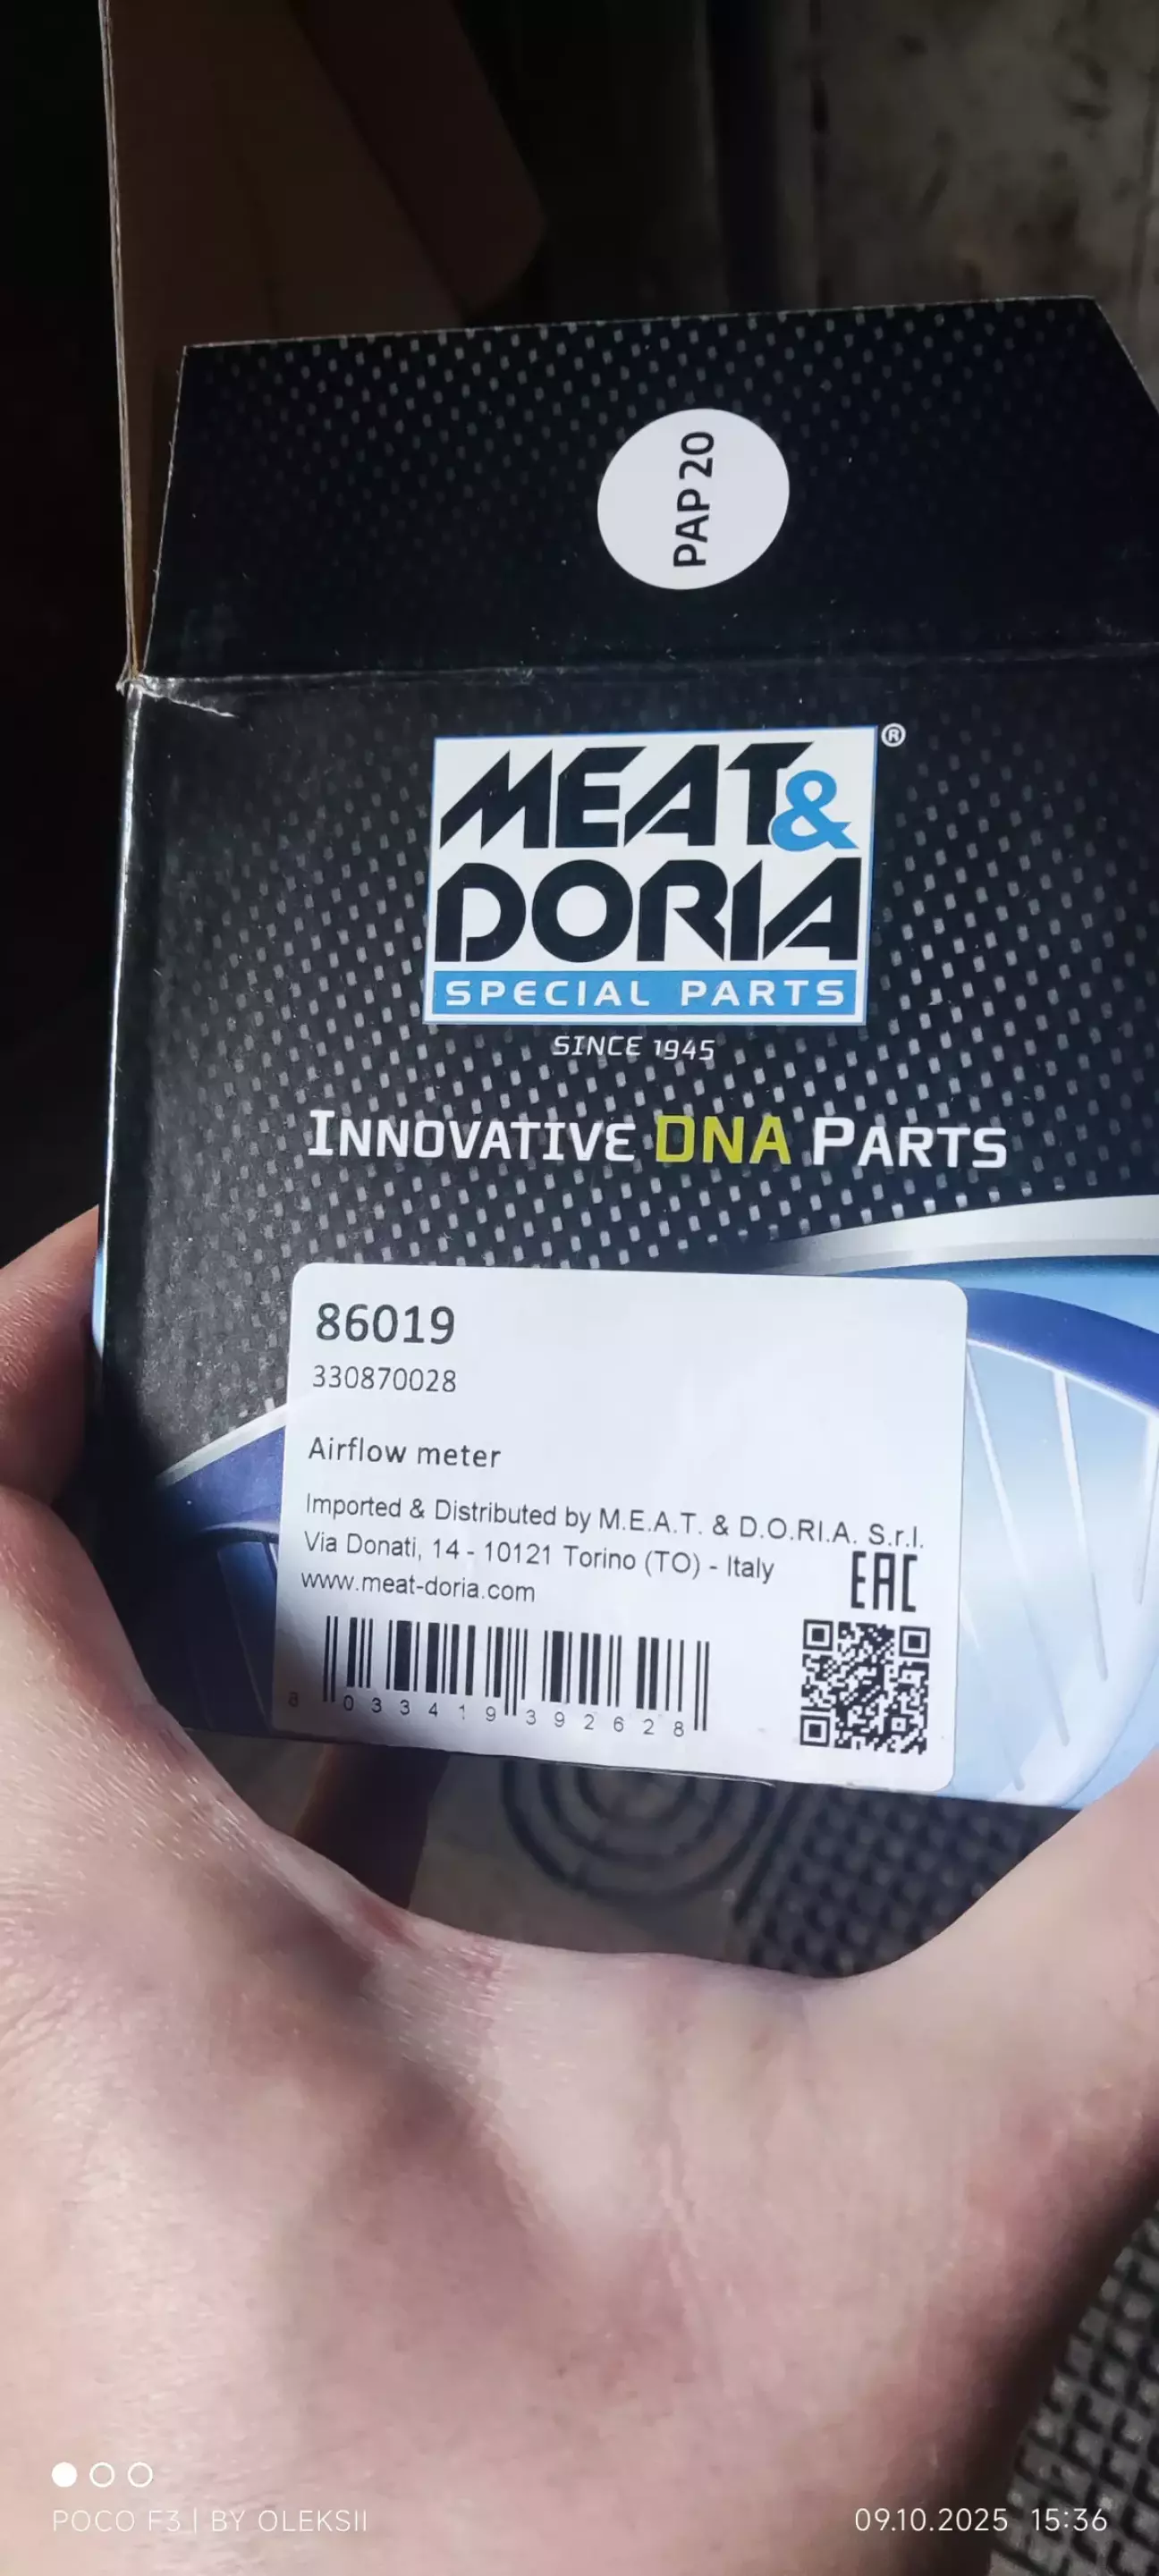 PAP 20
MEAT&
DORIA
®
SPECIAL PARTS
SINCE 1945
INNOVATIVE DNA PARTS
86019
330870028
Airflow meter
Imported & Distributed by M.E.A.T. & D.O.RI.A. S.r.l.
Via Donati, 14 - 10121 Torino (TO) - Italy
www.meat-doria.com
EAC
8 033419 392628
POCO F3 | BY OLEKSII
09.10.2025 15:36